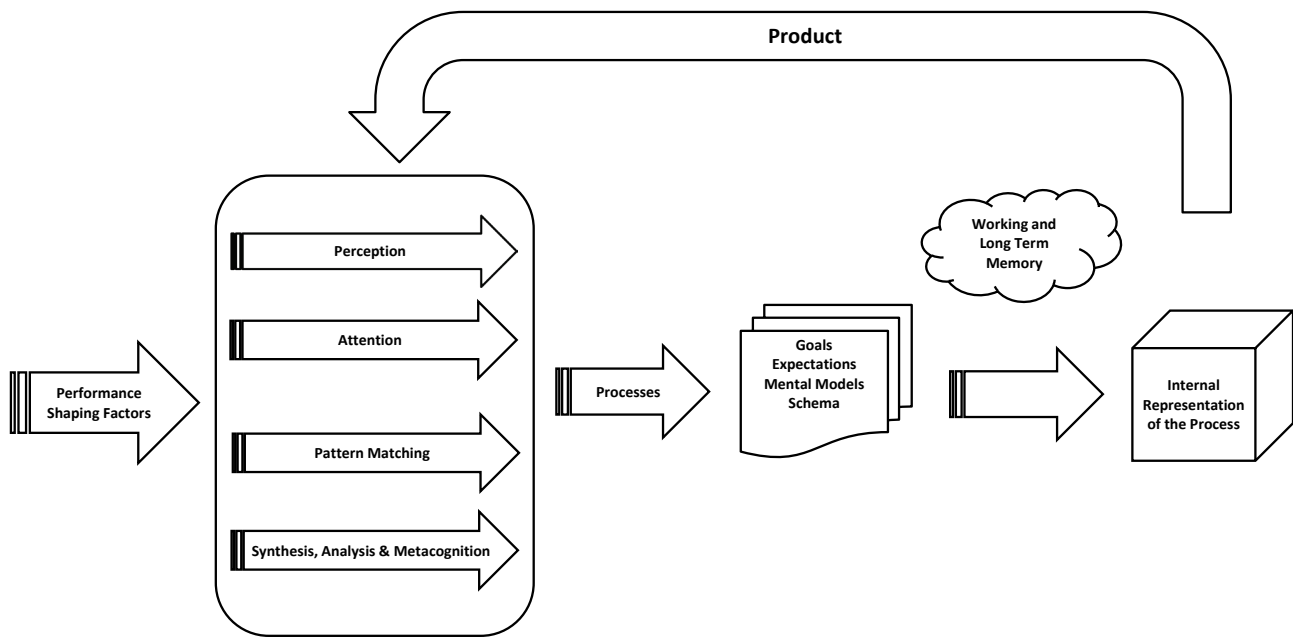 Product
Working and
Long Term
Memory
Perception
Attention
Pattern Matching
Synthesis, Analysis & Metacognition
Performance
Shaping Factors
Processes
Goals
Expectations
Mental Models
Schema
Internal
Representation
of the Process